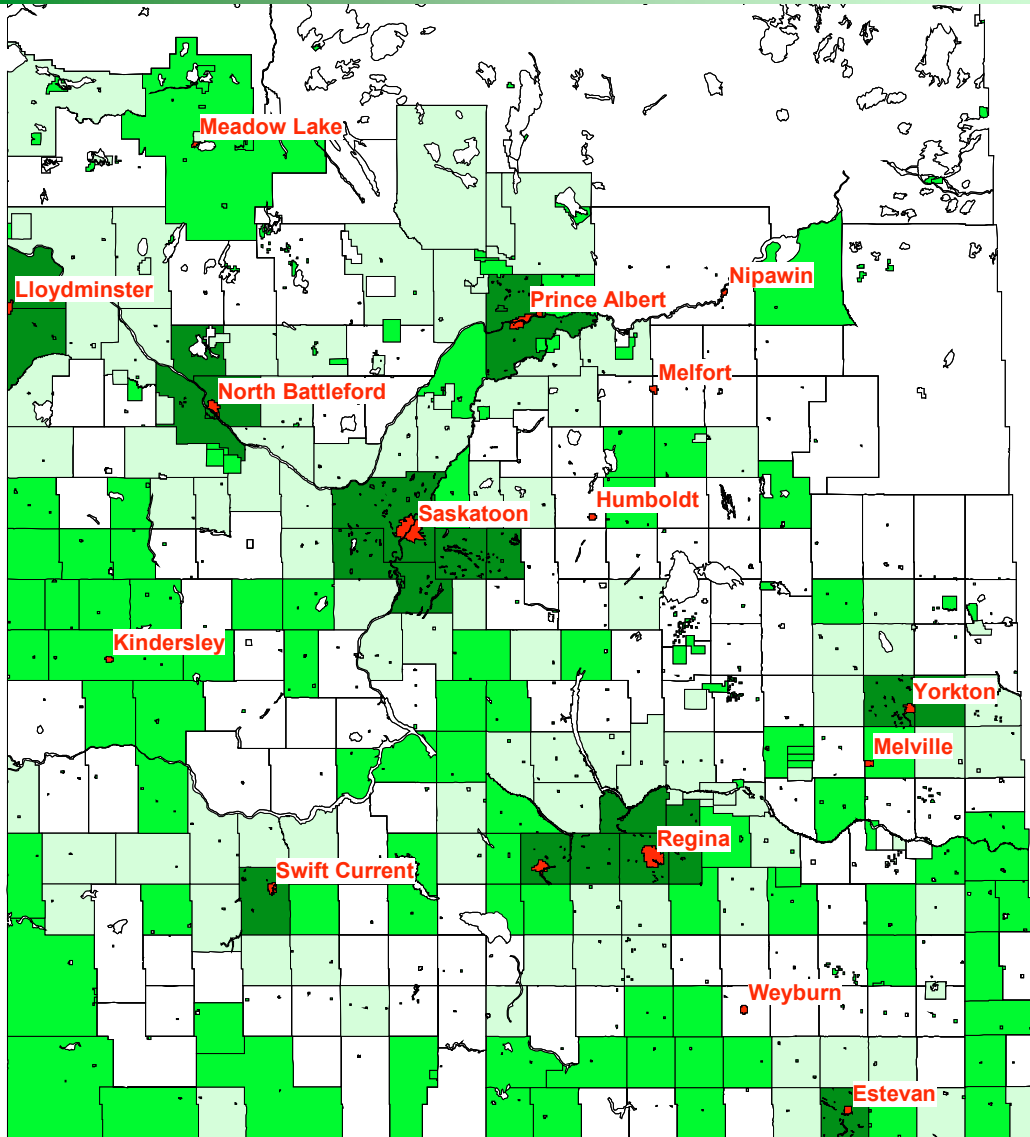 Meadow Lake
Lloydminster
Nipawin
Prince Albert
Melfort
North Battleford
Humboldt
Saskatoon
Kindersley
Yorkton
Melville
Regina
Swift Current
Weyburn
Estevan